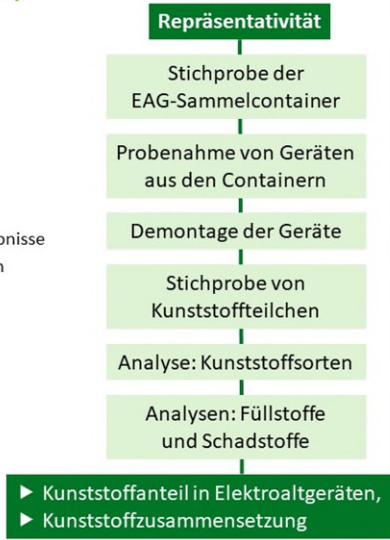 Repräsentativität
Stichprobe der
EAG-Sammelcontainer
Probenahme von Geräten
aus den Containern
Demontage der Geräte
Stichprobe von
Kunststoffteilchen
Analyse: Kunststoffsorten
Analysen: Füllstoffe
und Schadstoffe
▶ Kunststoffanteil in Elektroaltgeräten,
▶ Kunststoffzusammensetzung